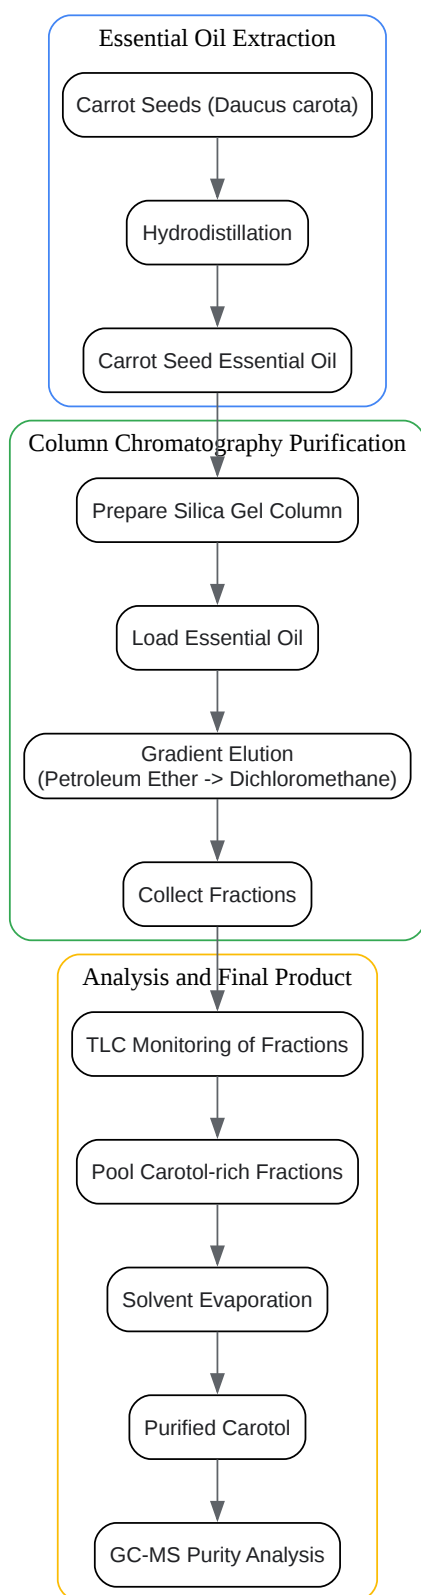 Essential Oil Extraction
Carrot Seeds (Daucus carota)
Hydrodistillation
Carrot Seed Essential Oil
Column Chromatography Purification
Prepare Silica Gel Column
Load Essential Oil
Gradient Elution
(Petroleum Ether -> Dichloromethane)
Collect Fractions
Analysis and Final Product
TLC Monitoring of Fractions
Pool Carotol-rich Fractions
Solvent Evaporation
Purified Carotol
GC-MS Purity Analysis